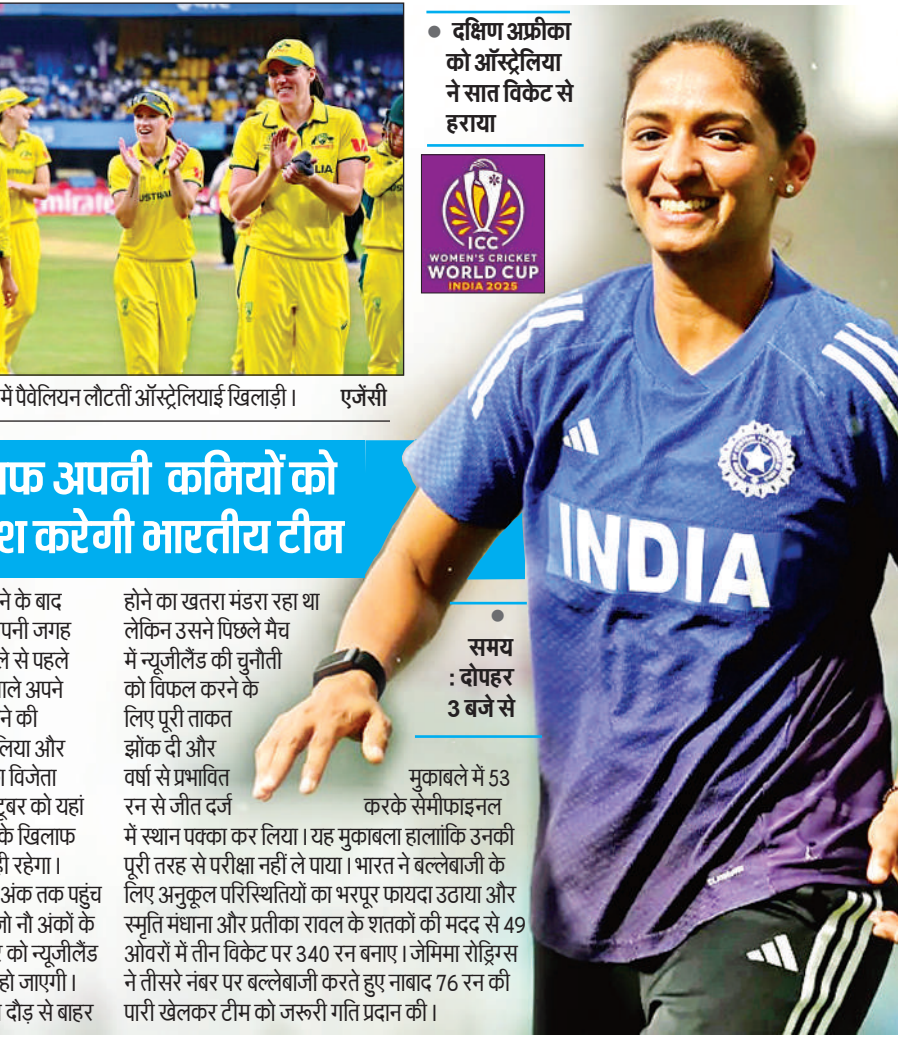 दक्षिण अफ्रीका
को ऑस्ट्रेलिया
ने सात विकेट से
हराया
ICC
WOMEN'S CRICKET
WORLD CUP
INDIA 2025
में पैवेलियन लौटतीं ऑस्ट्रेलियाई खिलाड़ी। एजेंसी
अपनी कमियों को
करेगी भारतीय टीम
INDIA
ने के बाद
जगह
से पहले
अपने
की
और
विजेता
को यहां
के खिलाफ
रहेगा।
अंक तक पहुंच
नौ अंकों के
को न्यूजीलैंड
हो जाएगी।
दौड़ से बाहर
होने का खतरा मंडरा रहा था
लेकिन उसने पिछले मैच
में न्यूजीलैंड की चुनौती
को विफल करने के
लिए पूरी ताकत
झोंक दी और
वर्षा से प्रभावित मुकाबले में 53
रन से जीत दर्ज करके सेमीफाइनल
में स्थान पक्का कर लिया। यह मुकाबला हालांकि उनकी
पूरी तरह से परीक्षा नहीं ले पाया। भारत ने बल्लेबाजी के
लिए अनुकूल परिस्थितियों का भरपूर फायदा उठाया और
स्मृति मंधाना और प्रतीका रावल के शतकों की मदद से 49
ओवरों में तीन विकेट पर 340 रन बनाए। जेमिमा रोड्रिग्स
ने तीसरे नंबर पर बल्लेबाजी करते हुए नाबाद 76 रन की
पारी खेलकर टीम को जरूरी गति प्रदान की।
समय
: दोपहर
3 बजे से